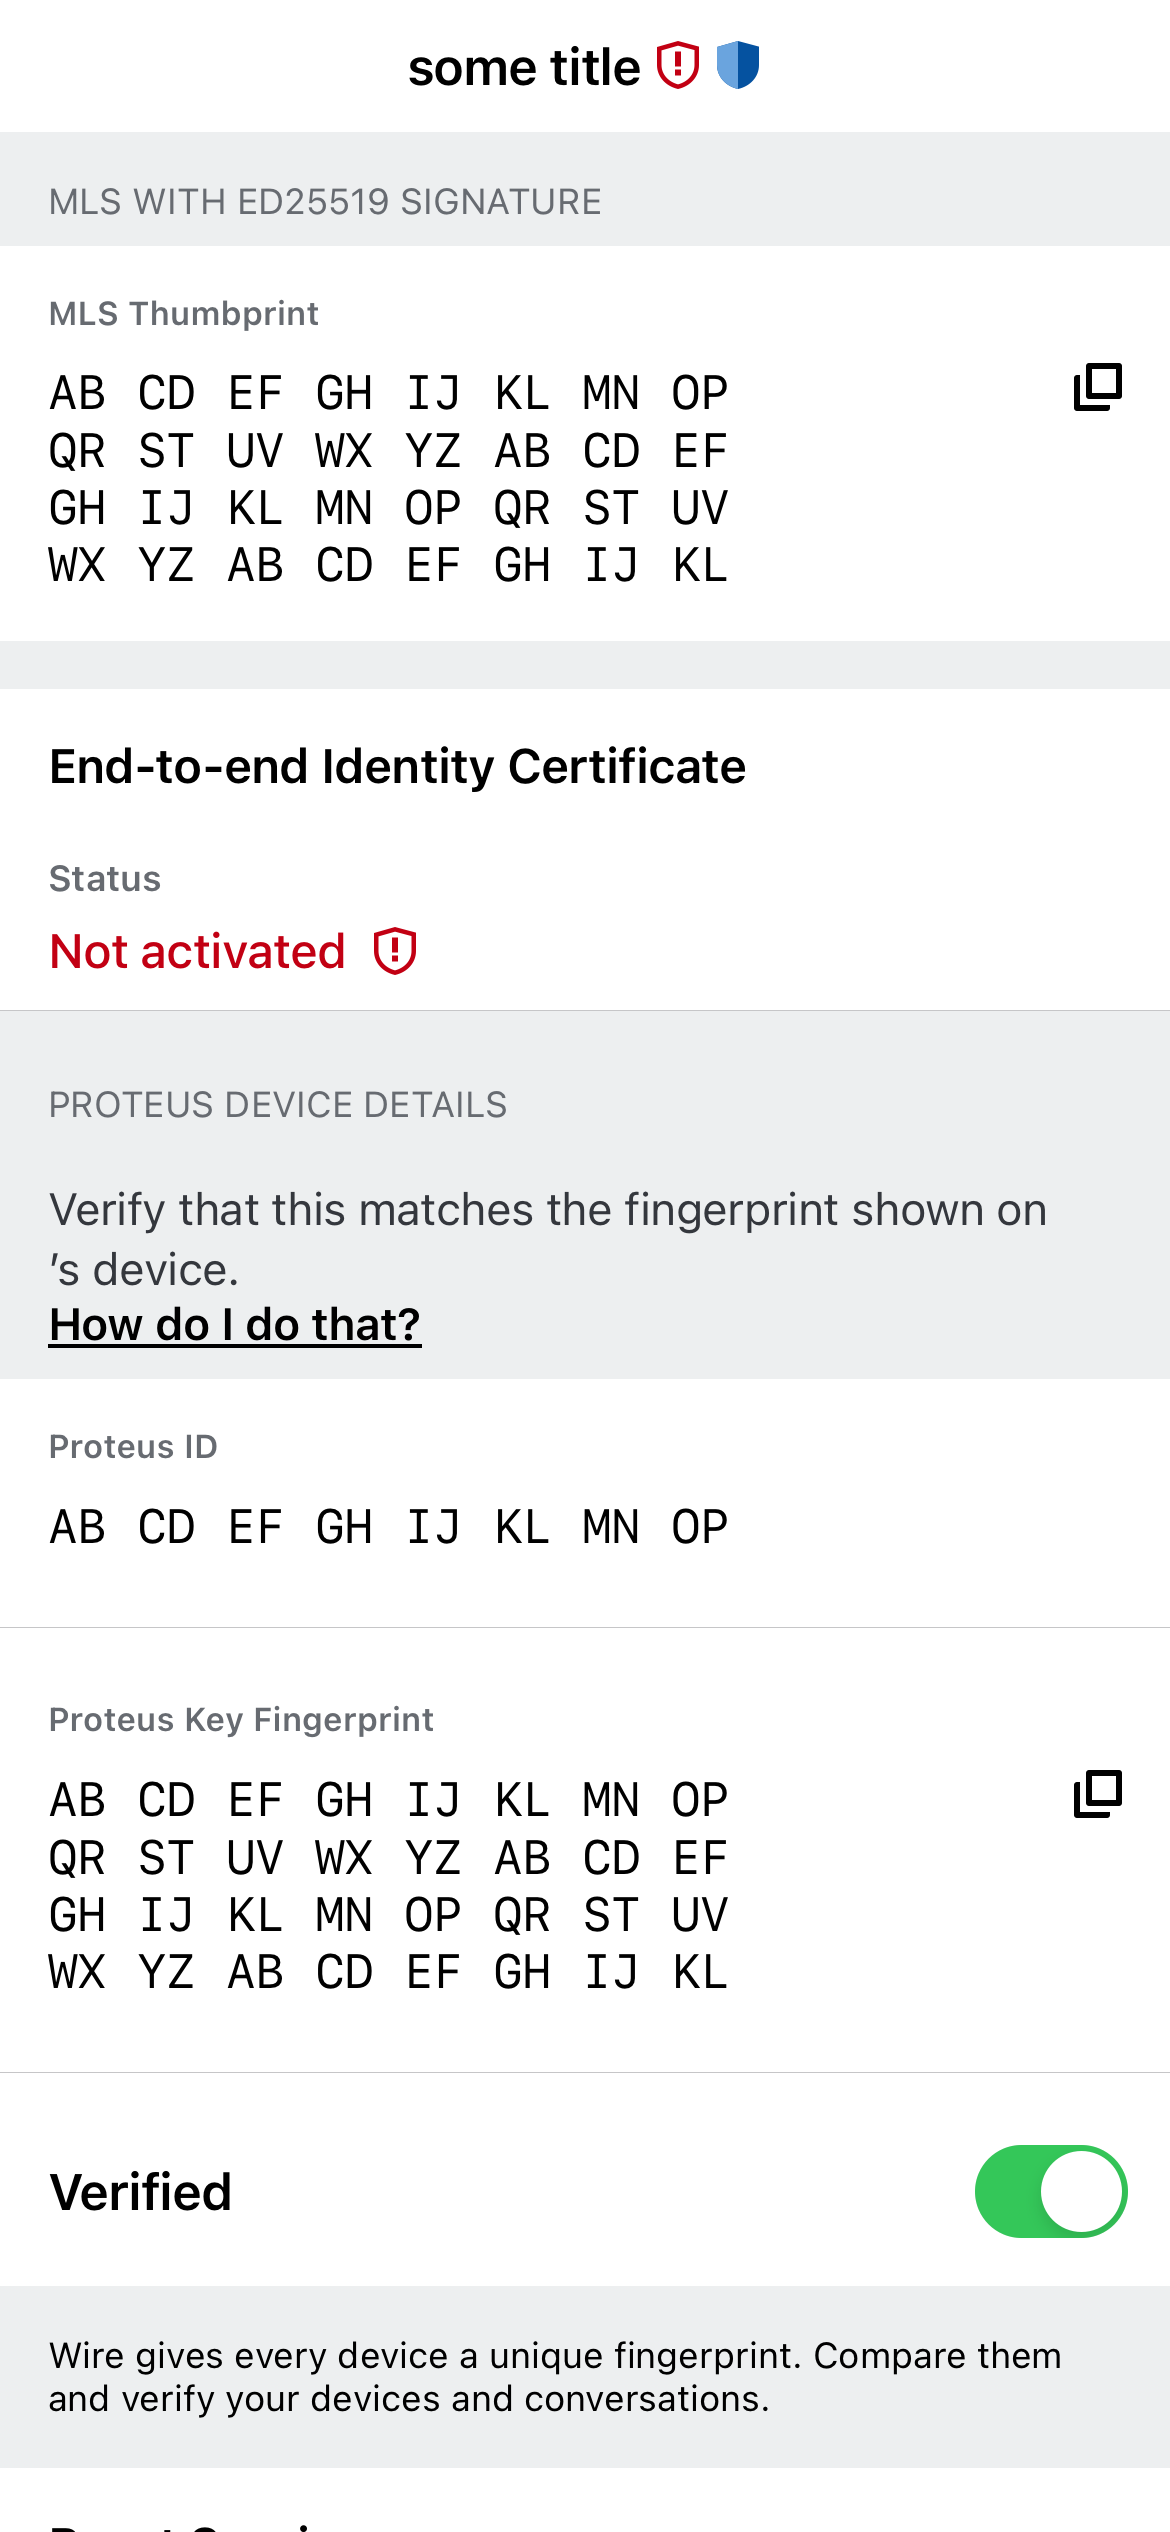 some title
MLS WITH ED25519 SIGNATURE
MLS Thumbprint
AB CD EF GH IJ KL MN OP
QR ST UV WX YZ AB CD EF
GH IJ KL MN OP QR ST UV
WX YZ AB CD EF GH IJ KL
End-to-end Identity Certificate
Status
Not activated
PROTEUS DEVICE DETAILS
Verify that this matches the fingerprint shown on
’s device.
How do I do that?
Proteus ID
AB CD EF GH IJ KL MN OP
Proteus Key Fingerprint
AB CD EF GH IJ KL MN OP
QR ST UV WX YZ AB CD EF
GH IJ KL MN OP QR ST UV
WX YZ AB CD EF GH IJ KL
Verified
Wire gives every device a unique fingerprint. Compare them
and verify your devices and conversations.